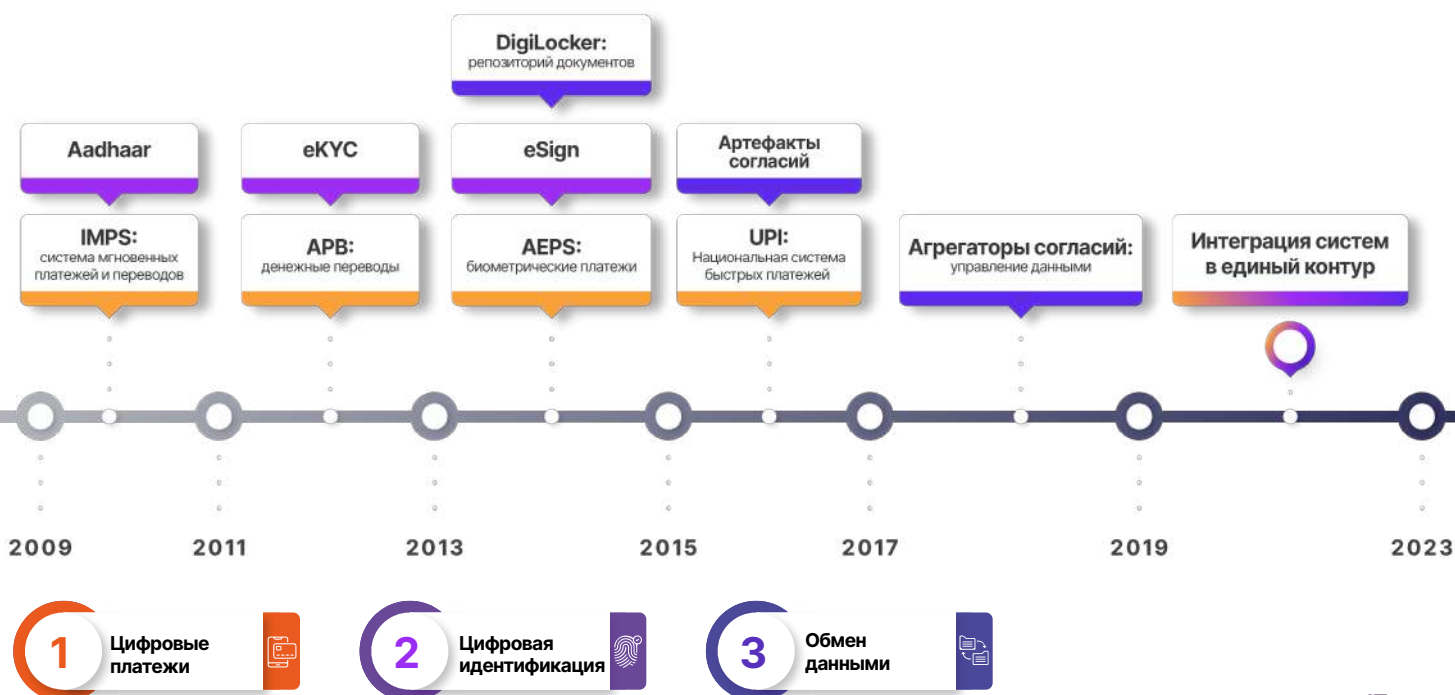 DigiLocker:
репозиторий документов
Aadhaar
eKYC
eSign
Артефакты
согласий
IMPS:
система мгновенных
платежей и переводов
APB:
денежные переводы
AEPS:
биометрические платежи
UPI:
Национальная система
быстрых платежей
Агрегаторы согласий:
управление данными
Интеграция систем
в единый контур
2009
2011
2013
2015
2017
2019
2023
1
Цифровые
платежи
2
Цифровая
идентификация
3
Обмен
данными